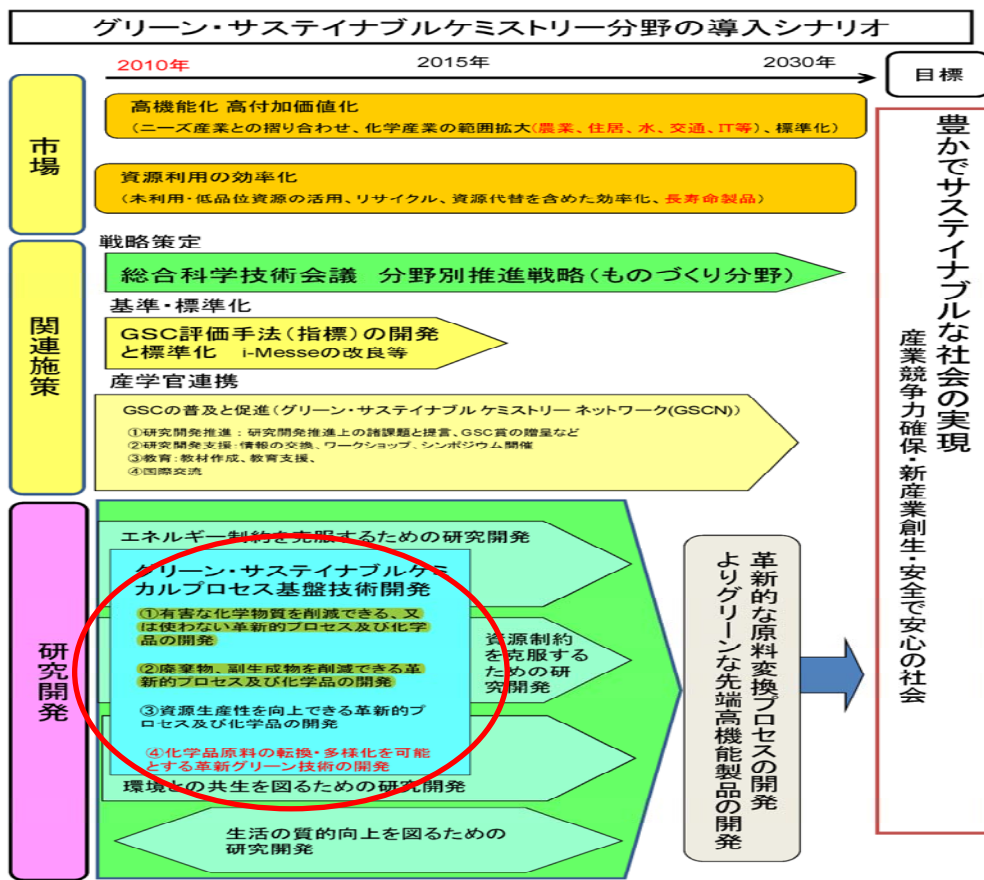 グリーン・サステイナブルケミストリー分野の導入シナリオ
2010年
2015年
2030年
目標
市場
高機能化 高付加価値化
(ニーズ産業との摺り合わせ、化学産業の範囲拡大(農業、住居、水、交通、IT等)、標準化)
資源利用の効率化
(未利用・低品位資源の活用、リサイクル、資源代替を含めた効率化、長寿命製品)
関連施策
戦略策定
総合科学技術会議 分野別推進戦略(ものづくり分野)
基準・標準化
GSC評価手法(指標)の開発
と標準化 i-Messeの改良等
産学官連携
GSCの普及と促進(グリーン・サステイナブル ケミストリー ネットワーク(GSCN))
①研究開発推進：研究開発推進上の諸課題と提言、GSC賞の贈呈など
②研究開発支援:情報の交換、ワークショップ、シンポジウム開催
③教育:教材作成、教育支援、
④国際交流
研究開発
エネルギー制約を克服するための研究開発
グリーン・サステイナブルケミ
カルプロセス基盤技術開発
①有害な化学物質を削減できる、又
は使わない革新的プロセス及び化学
品の開発
②廃棄物、副生成物を削減できる革
新的プロセス及び化学品の開発
③資源生産性を向上できる革新的プ
ロセス及び化学品の開発
④化学品原料の転換・多様化を可能
とする革新グリーン技術の開発
資源制約
を克服する
ための研
究開発
環境との共生を図るための研究開発
生活の質的向上を図るための
研究開発
革新的な原料変換プロセスの開発
よりグリーンな先端高機能製品の開発
豊かでサステイナブルな社会の実現
産業競争力確保・新産業創生・安全で安心の社会